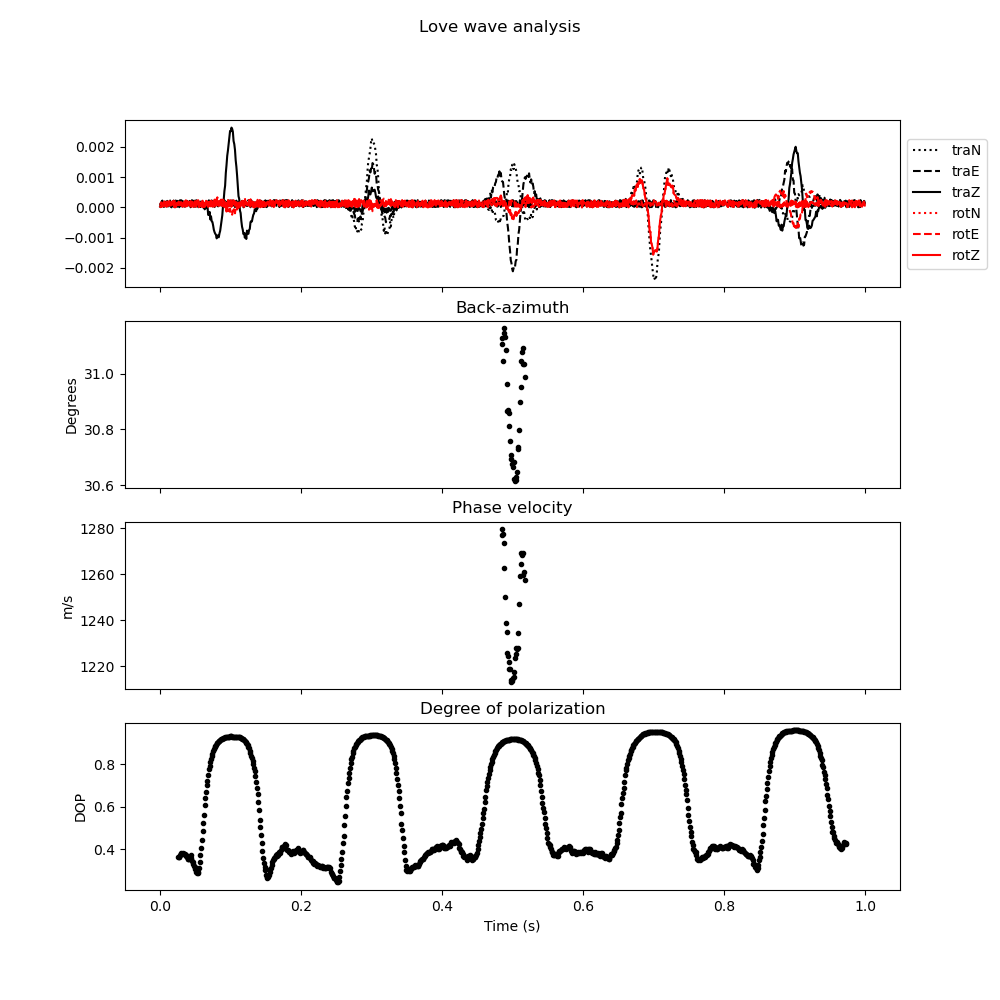 Love wave analysis
0.002
0.001
0.000
−0.001
−0.002
traN
traE
traZ
rotN
rotE
rotZ
Back-azimuth
31.0
30.8
30.6
Degrees
Phase velocity
1280
1260
1240
1220
m/s
Degree of polarization
0.8
0.6
0.4
DOP
0.0 0.2 0.4 0.6 0.8 1.0
Time (s)